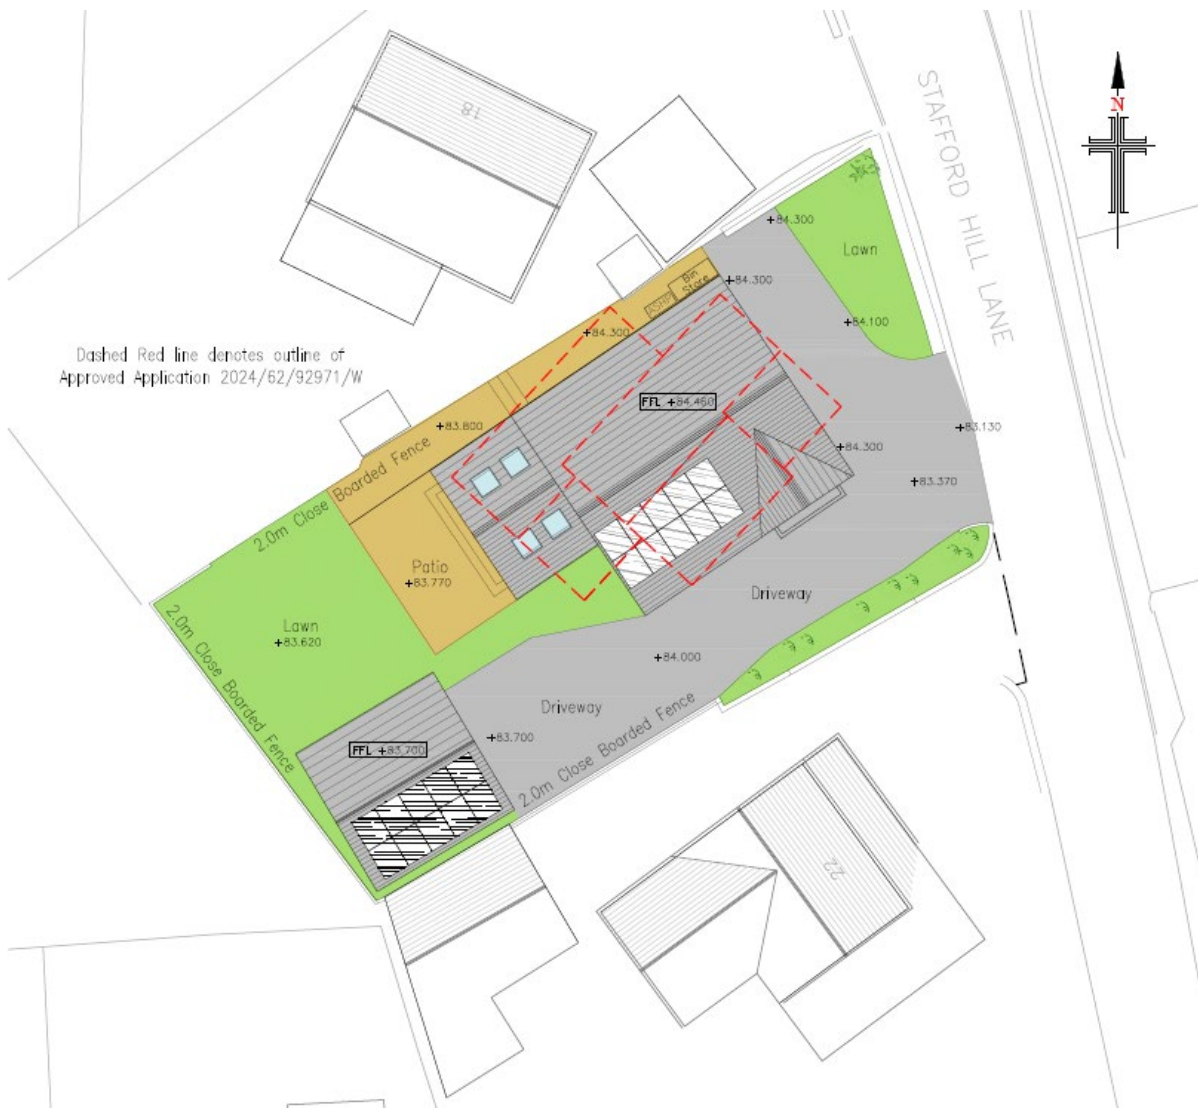 18
STAFFORD HILL LANE
N
+84.300
Lawn
+84.300
Bin
Store
ASHP
+84.100
+84.300
Dashed Red line denotes outline of
Approved Application 2024/62/92971/W
FFL +84.460
+83.800
+83.130
+84.300
2.0m Close Boarded Fence
+83.370
Patio
+83.770
Driveway
Lawn
+83.620
2.0m Close Boarded Fence
+84.000
Driveway
+83.700
FFL +83.700
2.0m Close Boarded Fence
22